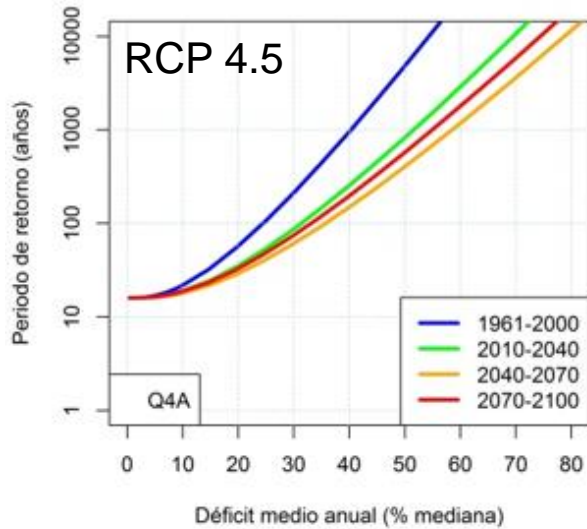 RCP 4.5
Periodo de retorno (años)
10000
1000
100
10
1
Q4A
1961-2000
2010-2040
2040-2070
2070-2100
0 10 20 30 40 50 60 70 80
Déficit medio anual (% mediana)